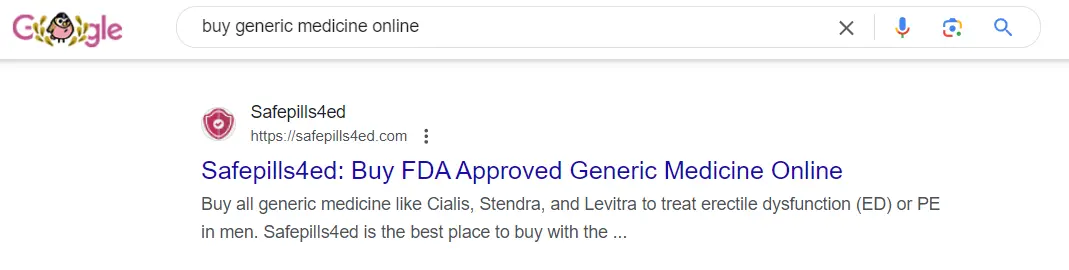 Google
buy generic medicine online
Safepills4ed
https://safepills4ed.com
Safepills4ed: Buy FDA Approved Generic Medicine Online
Buy all generic medicine like Cialis, Stendra, and Levitra to treat erectile dysfunction (ED) or PE
in men. Safepills4ed is the best place to buy with the ...